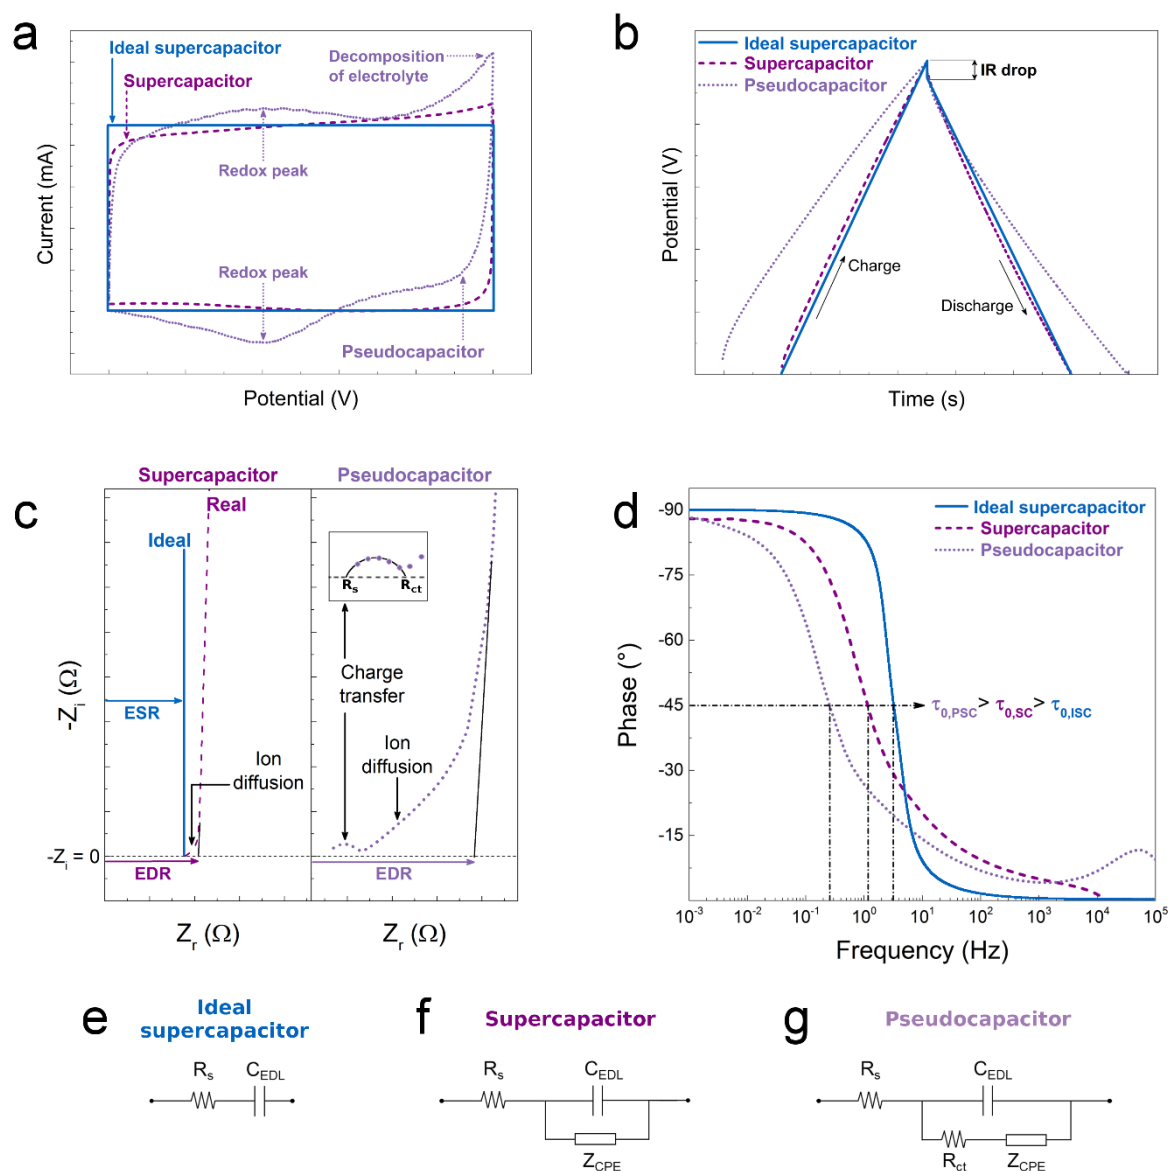 a
Ideal supercapacitor
Supercapacitor
Decomposition
of electrolyte
Redox peak
Redox peak
Pseudocapacitor
Current (mA)
Potential (V)
b
Ideal supercapacitor
Supercapacitor
Pseudocapacitor
IR drop
Charge
Discharge
Potential (V)
Time (s)
c
Supercapacitor
Pseudocapacitor
Real
Ideal
ESR
Ion
diffusion
EDR
Rs
Rct
Charge
transfer
Ion
diffusion
EDR
-Zi (Ω)
-Zi = 0
Zr (Ω)
Zr (Ω)
d
Ideal supercapacitor
Supercapacitor
Pseudocapacitor
-90
-75
-60
-45
-30
-15
τ0,PSC > τ0,SC > τ0,ISC
Phase (°)
10⁻³ 10⁻² 10⁻¹ 10⁰ 10¹ 10² 10³ 10⁴ 10⁵
Frequency (Hz)
e
Ideal
supercapacitor
Rs
CEDL
f
Supercapacitor
Rs
CEDL
ZCPE
g
Pseudocapacitor
Rs
CEDL
Rct
ZCPE